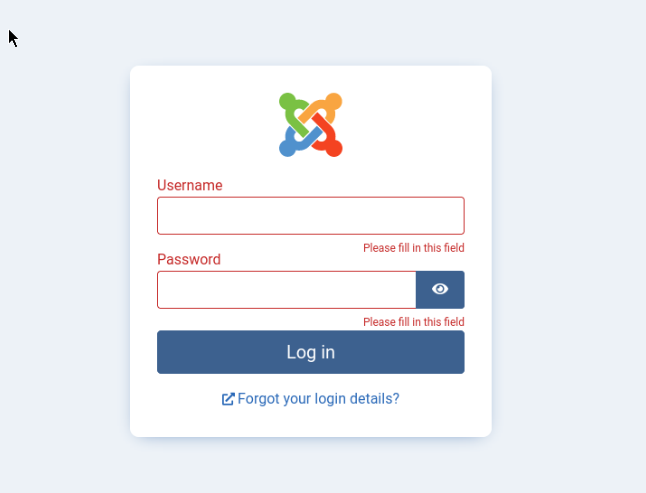 Username
Please fill in this field
Password
Please fill in this field
Log in
Forgot your login details?